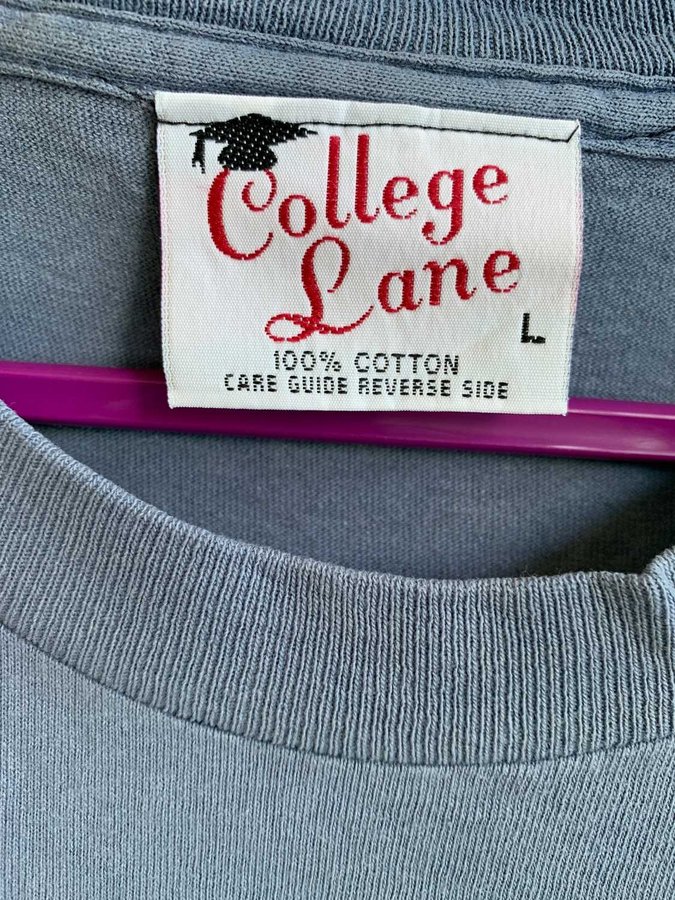 College
Lane
L
100% COTTON
CARE GUIDE REVERSE SIDE